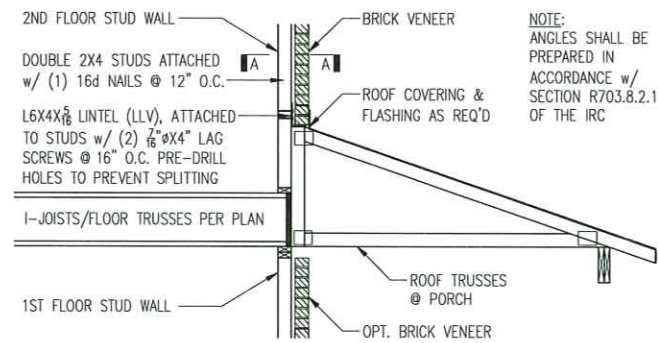 2ND FLOOR STUD WALL
DOUBLE 2X4 STUDS ATTACHED
w/ (1) 16d NAILS @ 12" O.C.
L6X4X5/16 LINTEL (LLV), ATTACHED
TO STUDS w/ (2) 7/16"øX4" LAG
SCREWS @ 16" O.C. PRE-DRILL
HOLES TO PREVENT SPLITTING
I-JOISTS/FLOOR TRUSSES PER PLAN
1ST FLOOR STUD WALL
A
A
BRICK VENEER
ROOF COVERING &
FLASHING AS REQ'D
ROOF TRUSSES
@ PORCH
OPT. BRICK VENEER
NOTE:
ANGLES SHALL BE
PREPARED IN
ACCORDANCE w/
SECTION R703.8.2.1
OF THE IRC